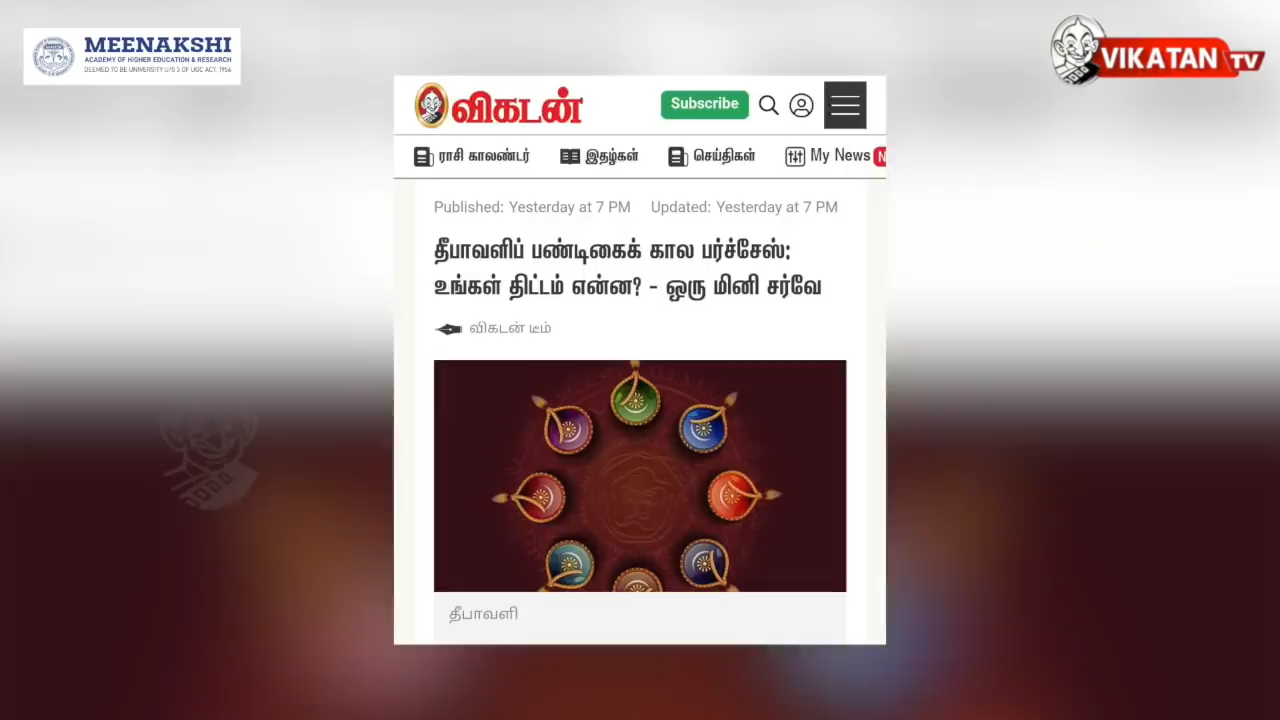 MEENAKSHI
ACADEMY OF HIGHER EDUCATION & RESEARCH
DEEMED TO BE UNIVERSITY U/S 3 OF UGC ACT, 1956
VIKATAN TV
விகடன்
Subscribe
ராசி காலண்டர் இதழ்கள் செய்திகள் My News N
Published: Yesterday at 7 PM Updated: Yesterday at 7 PM
தீபாவளிப் பண்டிகைக் கால பர்ச்சேஸ்:
உங்கள் திட்டம் என்ன? - ஒரு மினி சர்வே
விகடன் டீம்
தீபாவளி